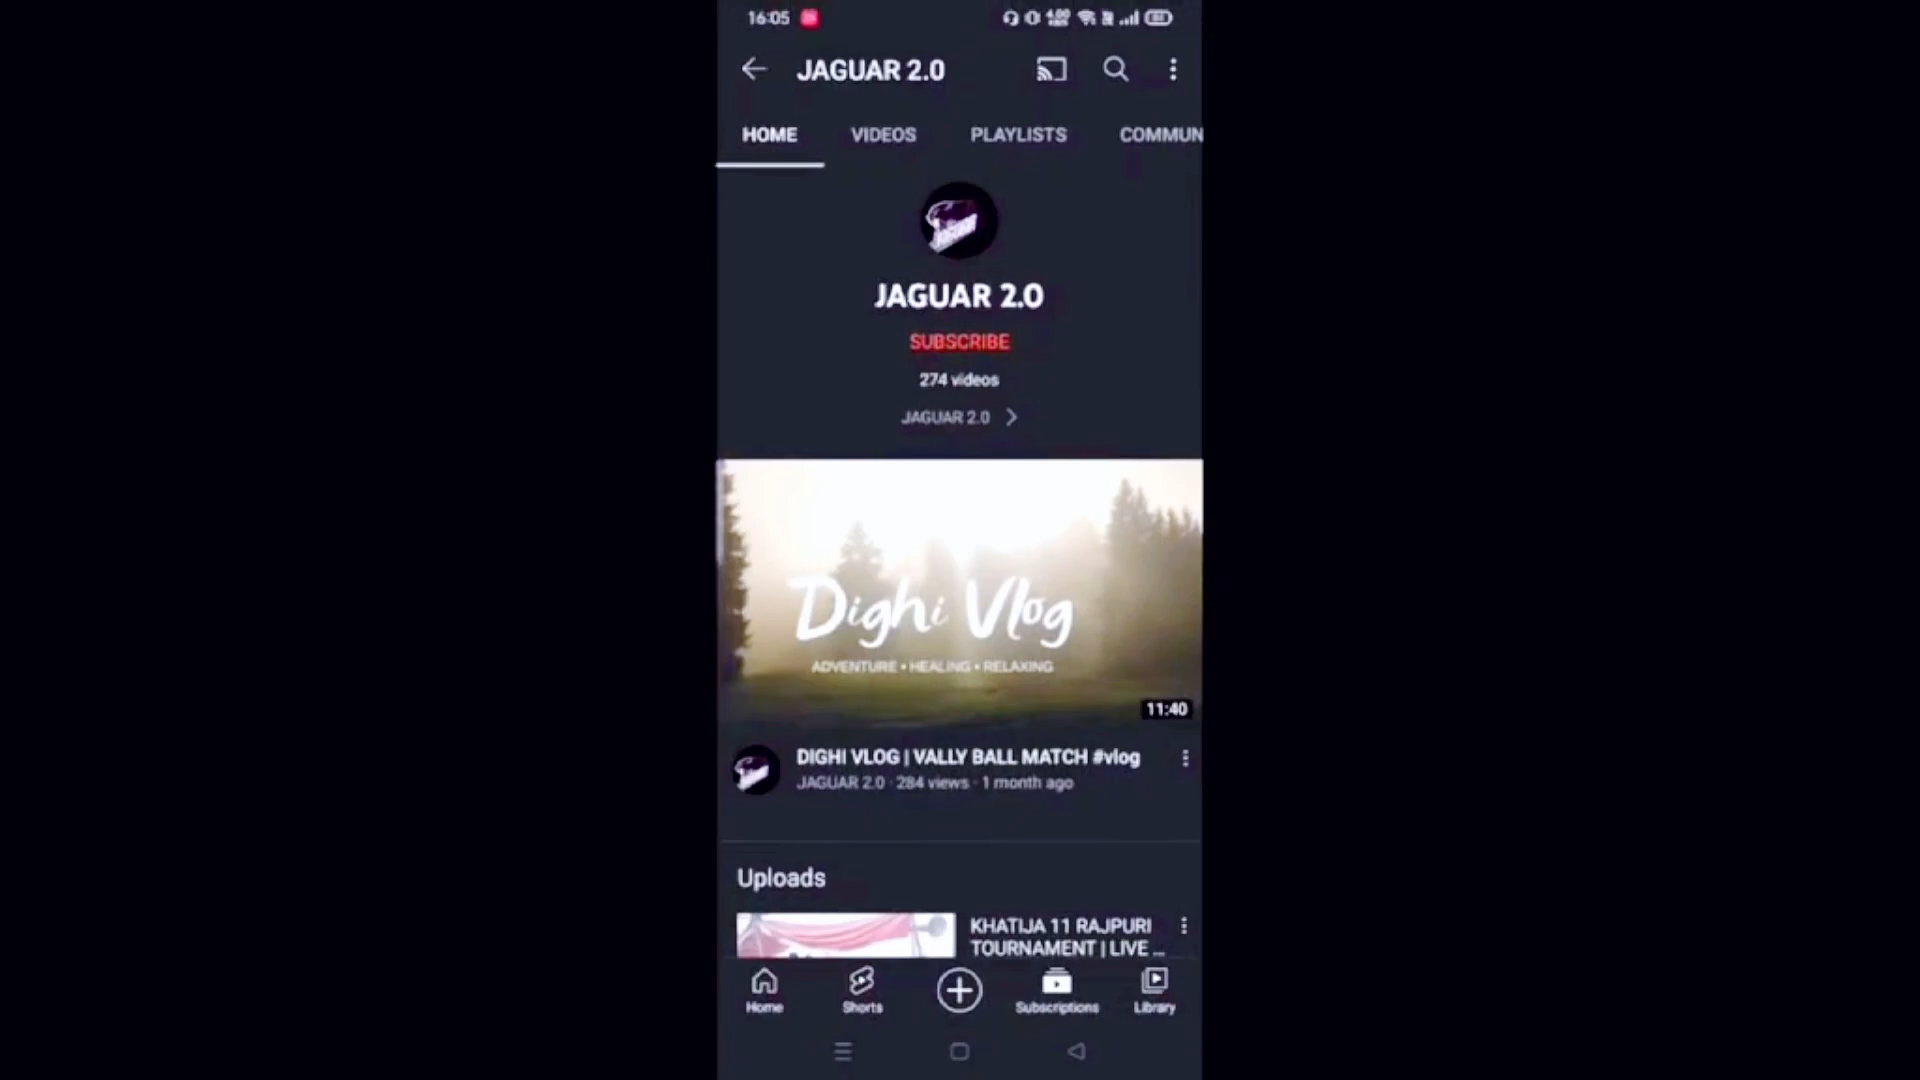 16:05
JAGUAR 2.0
HOME VIDEOS PLAYLISTS COMMUN
JAGUAR
JAGUAR 2.0
SUBSCRIBE
274 videos
JAGUAR 2.0
Dighi Vlog
ADVENTURE • HEALING • RELAXING
11:40
DIGHI VLOG | VALLY BALL MATCH #vlog
JAGUAR 2.0 · 284 views · 1 month ago
Uploads
KHATIJA 11 RAJPURI
TOURNAMENT | LIVE ...
Home Shorts Subscriptions Library